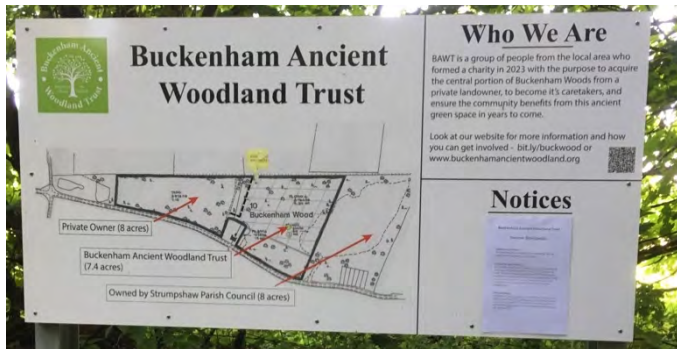 Buckenham Ancient
Woodland Trust
Buckenham Ancient
Woodland Trust
10
Buckenham Wood
Private Owner (8 acres)
Buckenham Ancient Woodland Trust
(7.4 acres)
Owned by Strumpshaw Parish Council (8 acres)
Who We Are
BAWT is a group of people from the local area who
formed a charity in 2023 with the purpose to acquire
the central portion of Buckenham Woods from a
private landowner, to become it's caretakers, and
ensure the community benefits from this ancient
green space in years to come.
Look at our website for more information and how
you can get involved - bit.ly/buckwood or
www.buckenhamancientwoodland.org
Notices